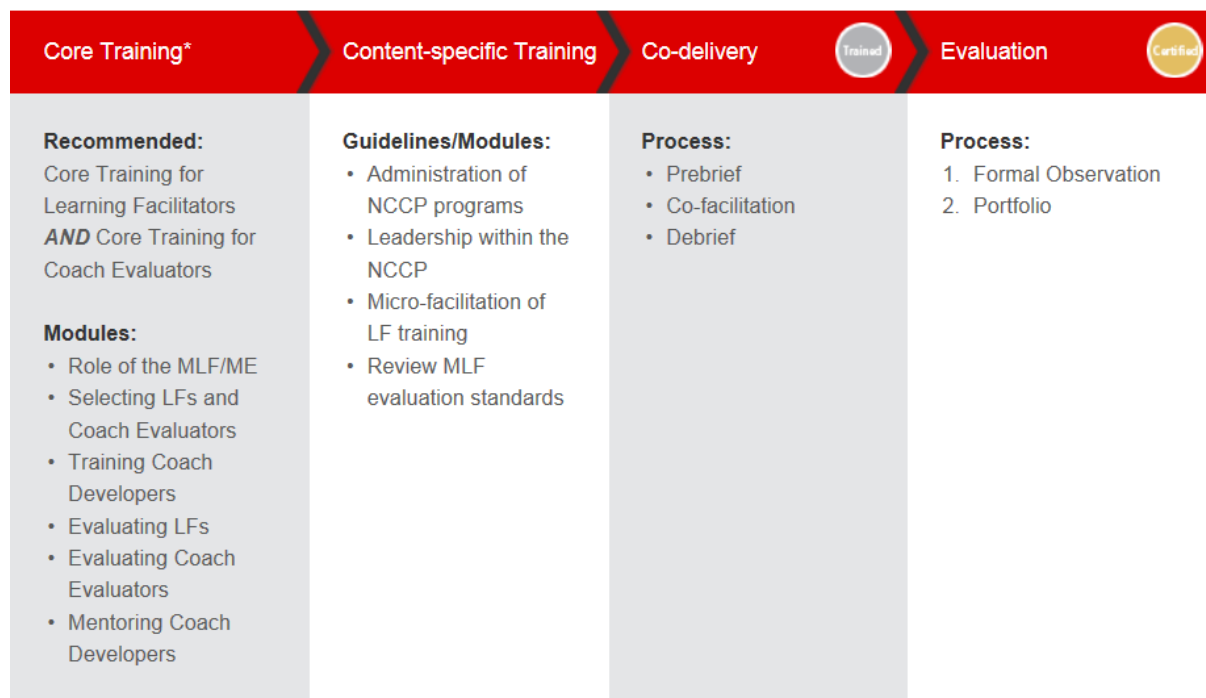 Core Training*
Content-specific Training
Co-delivery
Trained
Evaluation
Certified
Recommended:
Core Training for
Learning Facilitators
AND Core Training for
Coach Evaluators
Modules:
• Role of the MLF/ME
• Selecting LFs and
Coach Evaluators
• Training Coach
Developers
• Evaluating LFs
• Evaluating Coach
Evaluators
• Mentoring Coach
Developers
Guidelines/Modules:
• Administration of
NCCP programs
• Leadership within the
NCCP
• Micro-facilitation of
LF training
• Review MLF
evaluation standards
Process:
• Prebrief
• Co-facilitation
• Debrief
Process:
1. Formal Observation
2. Portfolio